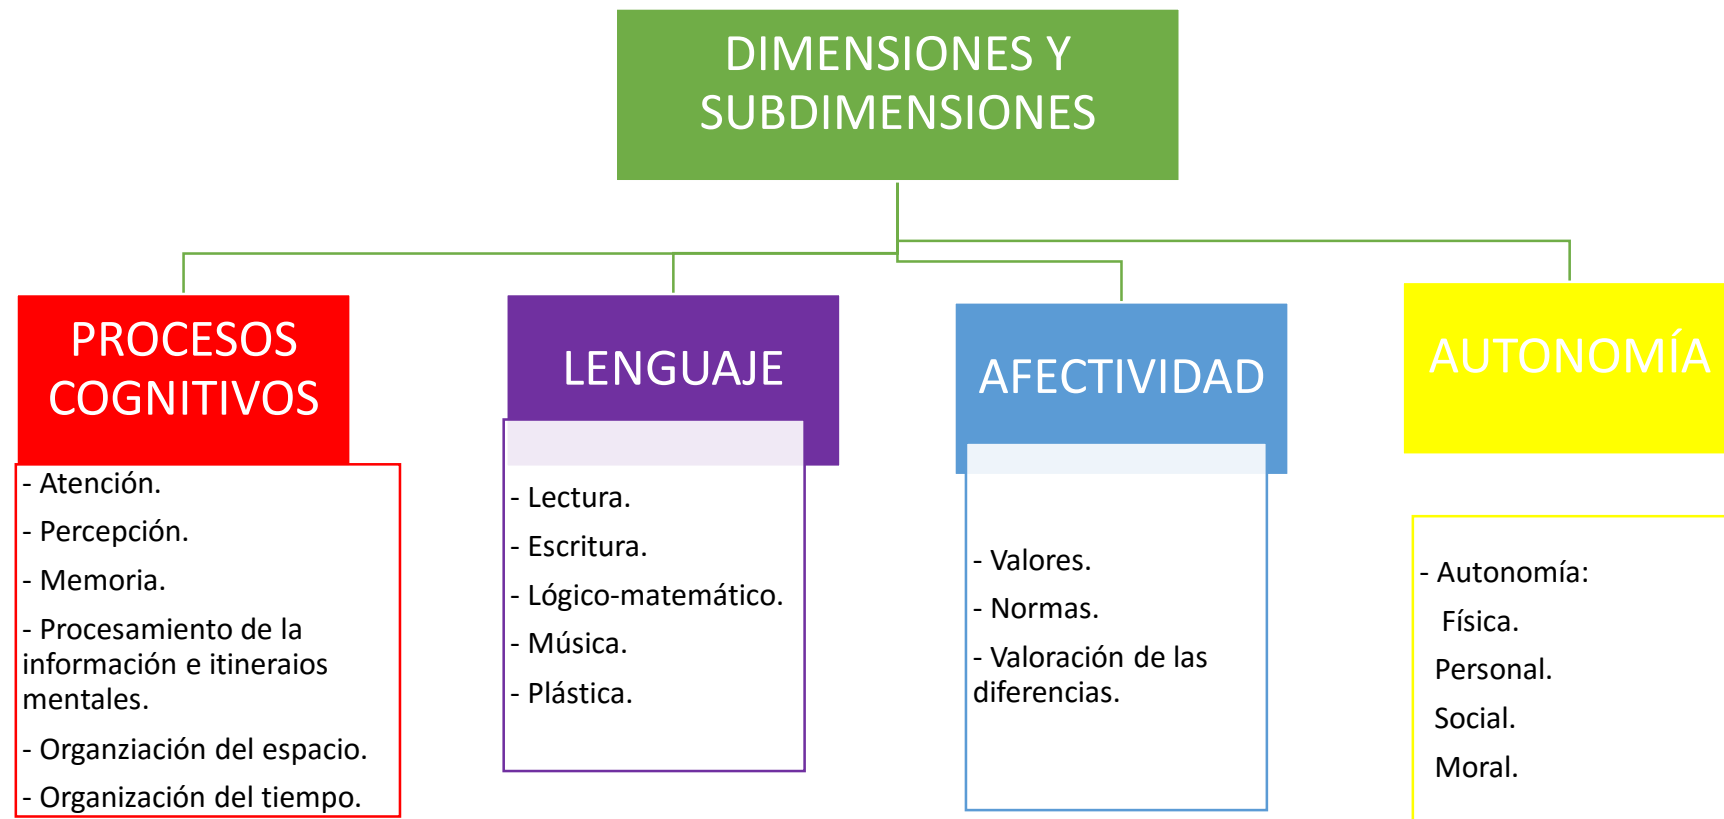 DIMENSIONES Y
SUBDIMENSIONES
PROCESOS
COGNITIVOS
- Atención.
- Percepción.
- Memoria.
- Procesamiento de la
información e itineraios
mentales.
- Organziación del espacio.
- Organización del tiempo.
LENGUAJE
- Lectura.
- Escritura.
- Lógico-matemático.
- Música.
- Plástica.
AFECTIVIDAD
- Valores.
- Normas.
- Valoración de las
diferencias.
AUTONOMÍA
- Autonomía:
Física.
Personal.
Social.
Moral.